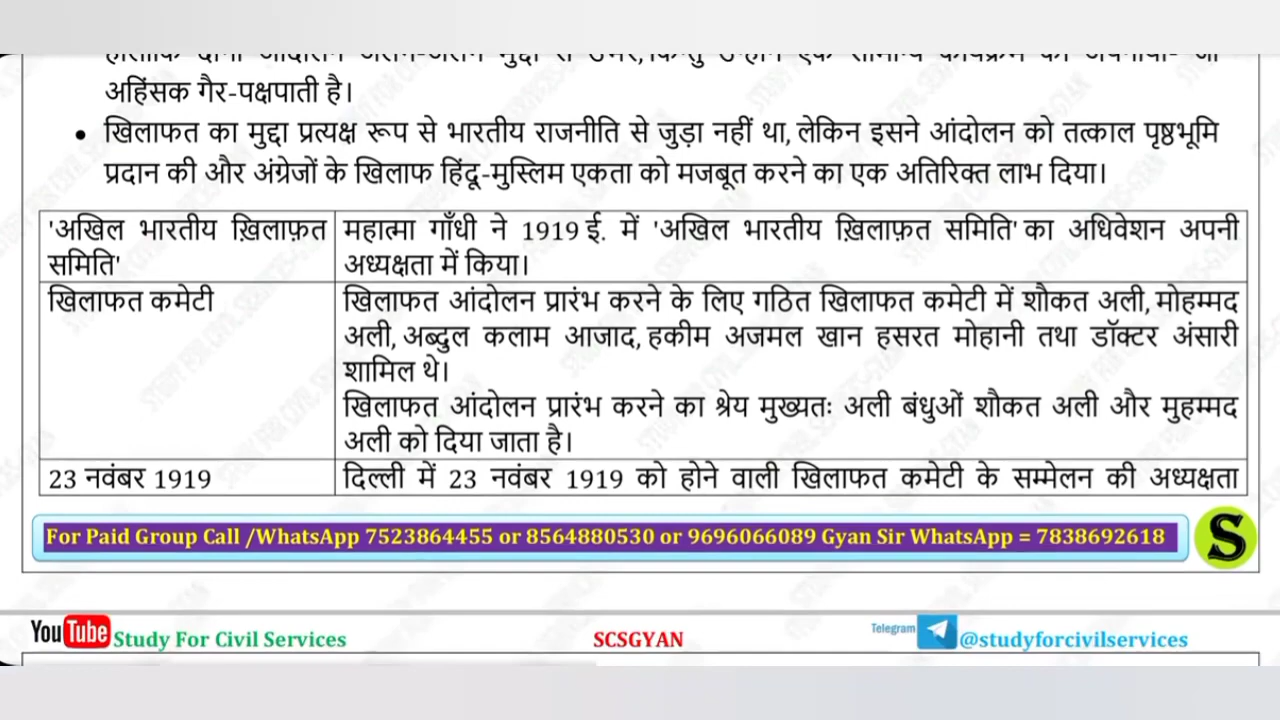 अहिंसक गैर-पक्षपाती है।
• खिलाफत का मुद्दा प्रत्यक्ष रूप से भारतीय राजनीति से जुड़ा नहीं था, लेकिन इसने आंदोलन को तत्काल पृष्ठभूमि
प्रदान की और अंग्रेजों के खिलाफ हिंदू-मुस्लिम एकता को मजबूत करने का एक अतिरिक्त लाभ दिया।
'अखिल भारतीय ख़िलाफ़त
समिति'
महात्मा गाँधी ने 1919 ई. में 'अखिल भारतीय ख़िलाफ़त समिति' का अधिवेशन अपनी
अध्यक्षता में किया।
खिलाफत कमेटी
खिलाफत आंदोलन प्रारंभ करने के लिए गठित खिलाफत कमेटी में शौकत अली, मोहम्मद
अली, अब्दुल कलाम आजाद, हकीम अजमल खान हसरत मोहानी तथा डॉक्टर अंसारी
शामिल थे।
खिलाफत आंदोलन प्रारंभ करने का श्रेय मुख्यतः अली बंधुओं शौकत अली और मुहम्मद
अली को दिया जाता है।
23 नवंबर 1919
दिल्ली में 23 नवंबर 1919 को होने वाली खिलाफत कमेटी के सम्मेलन की अध्यक्षता
For Paid Group Call /WhatsApp 7523864455 or 8564880530 or 9696066089 Gyan Sir WhatsApp = 7838692618
S
YouTube Study For Civil Services
SCSGYAN
Telegram @studyforcivilservices